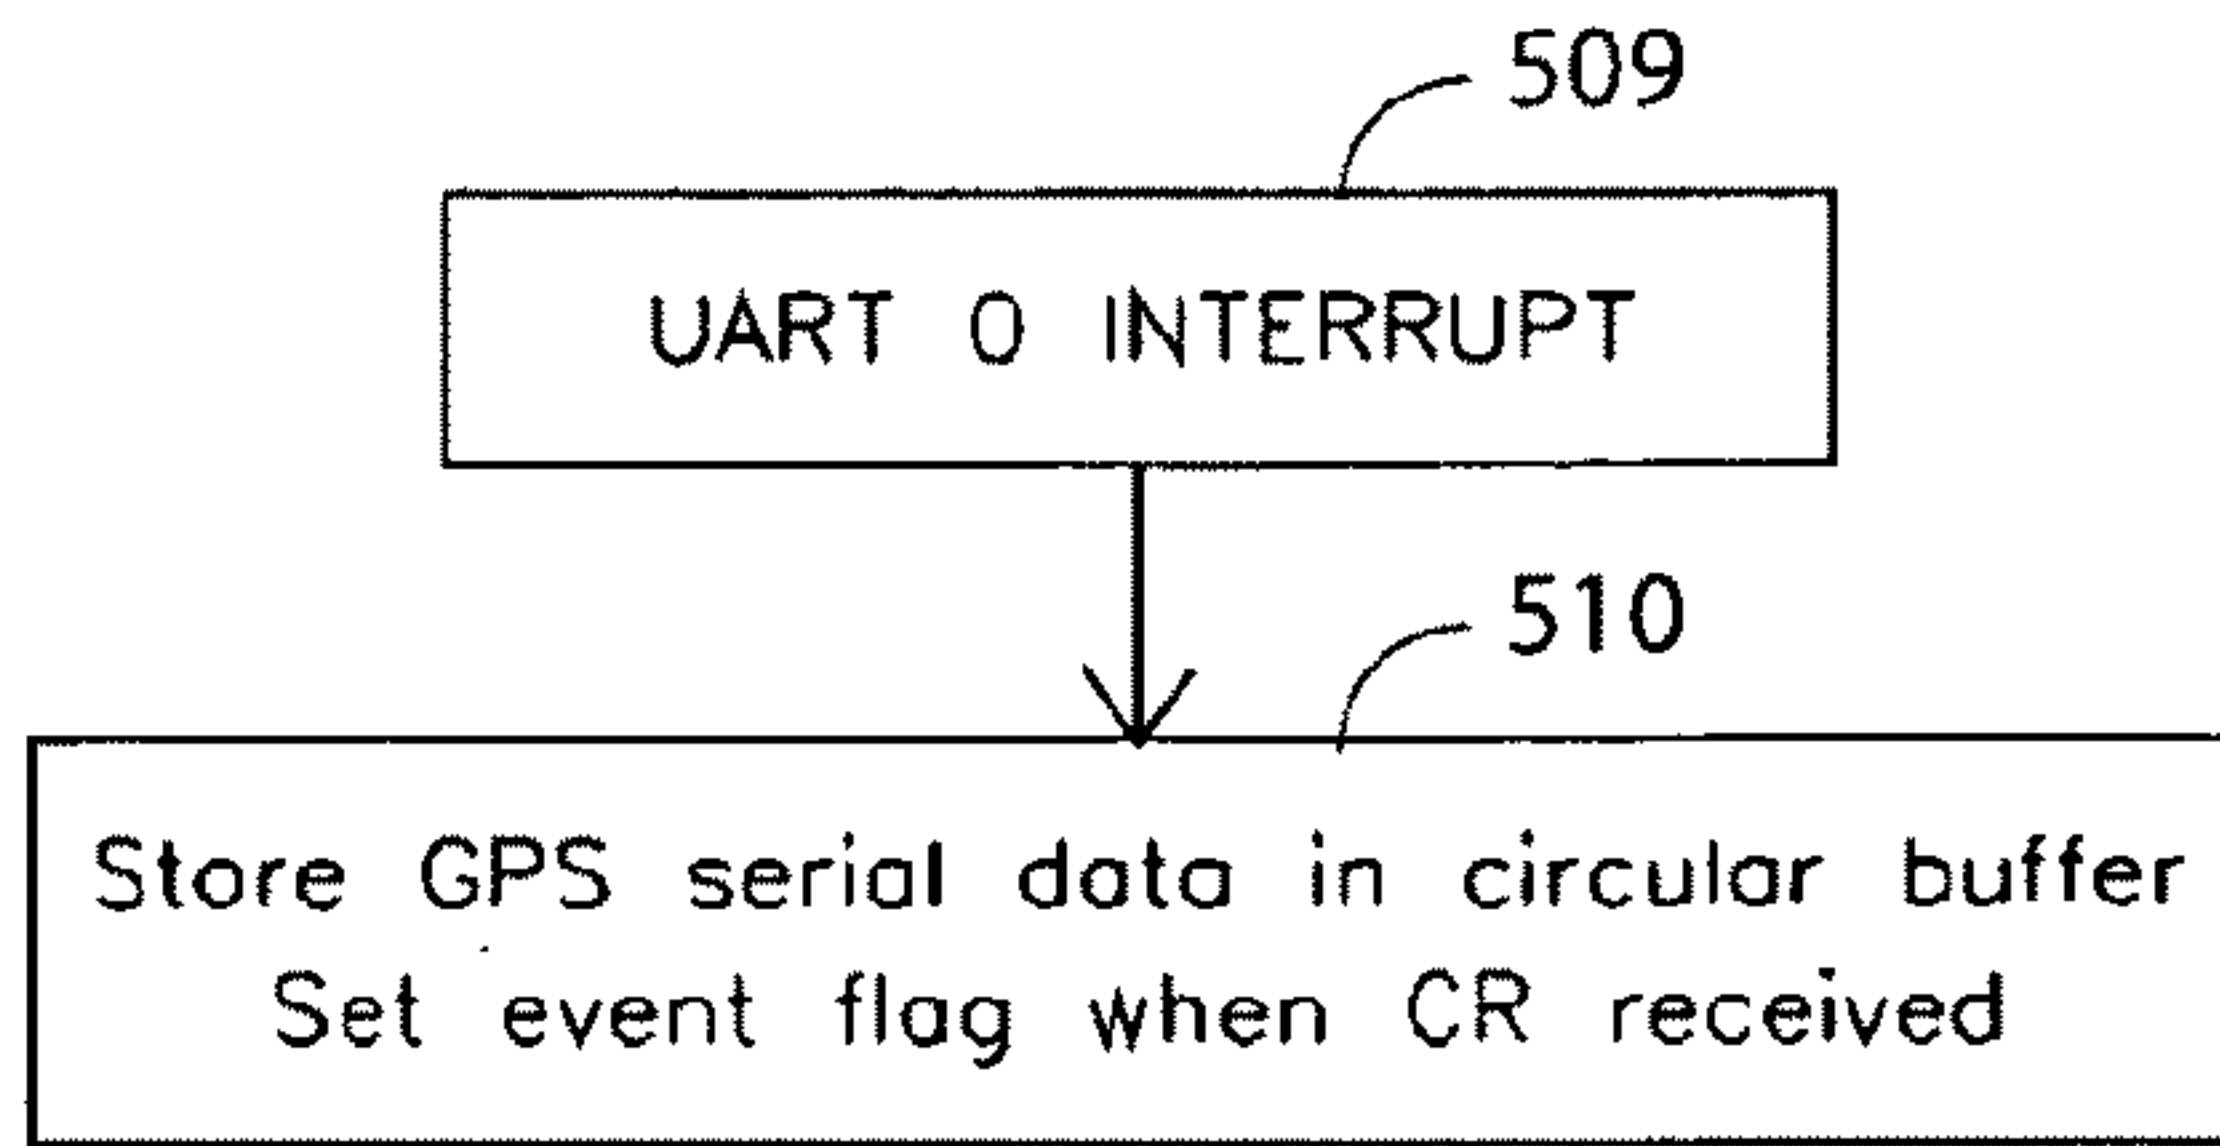 509
UART 0 INTERRUPT
510
Store GPS serial data in circular buffer
Set event flag when CR received